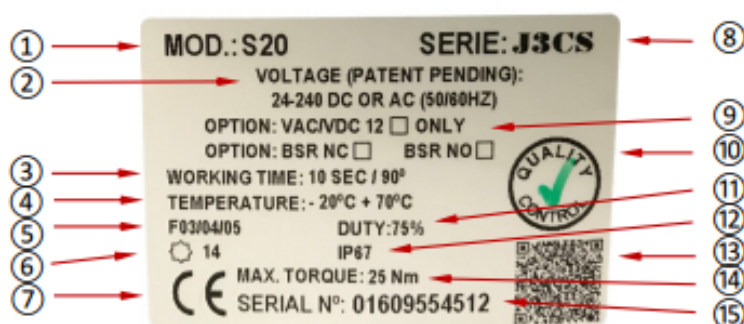 ① MOD.: S20 SERIE: J3CS ⑧
② VOLTAGE (PATENT PENDING):
24-240 DC OR AC (50/60HZ)
OPTION: VAC/VDC 12 ☐ ONLY ⑨
OPTION: BSR NC ☐ BSR NO ☐ ⑩
QUALITY CONTROL
③ WORKING TIME: 10 SEC / 90º
④ TEMPERATURE: - 20ºC + 70ºC
⑤ F03/04/05 DUTY: 75% ⑪
⑥ 14 IP67 ⑫
⑬
⑦ CE MAX. TORQUE: 25 Nm ⑭
SERIAL Nº: 01609554512 ⑮